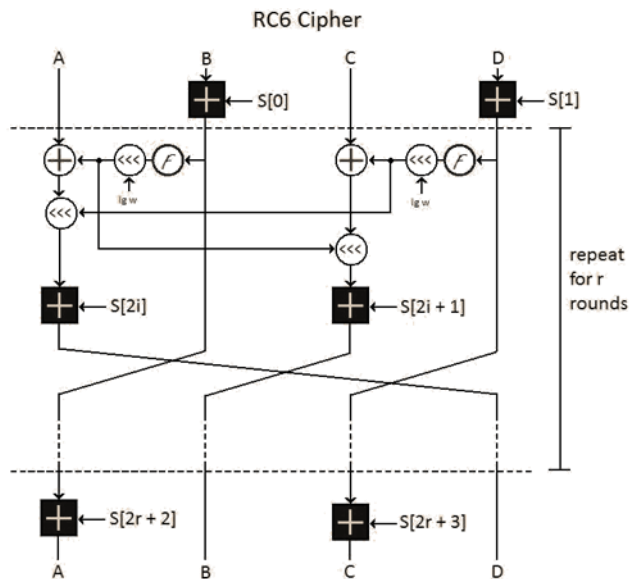 RC6 Cipher
A B C D
S[0] S[1]
<<< F <<< F
lg w lg w
<<<
<<<
repeat
for r
rounds
S[2i] S[2i + 1]
S[2r + 2] S[2r + 3]
A B C D